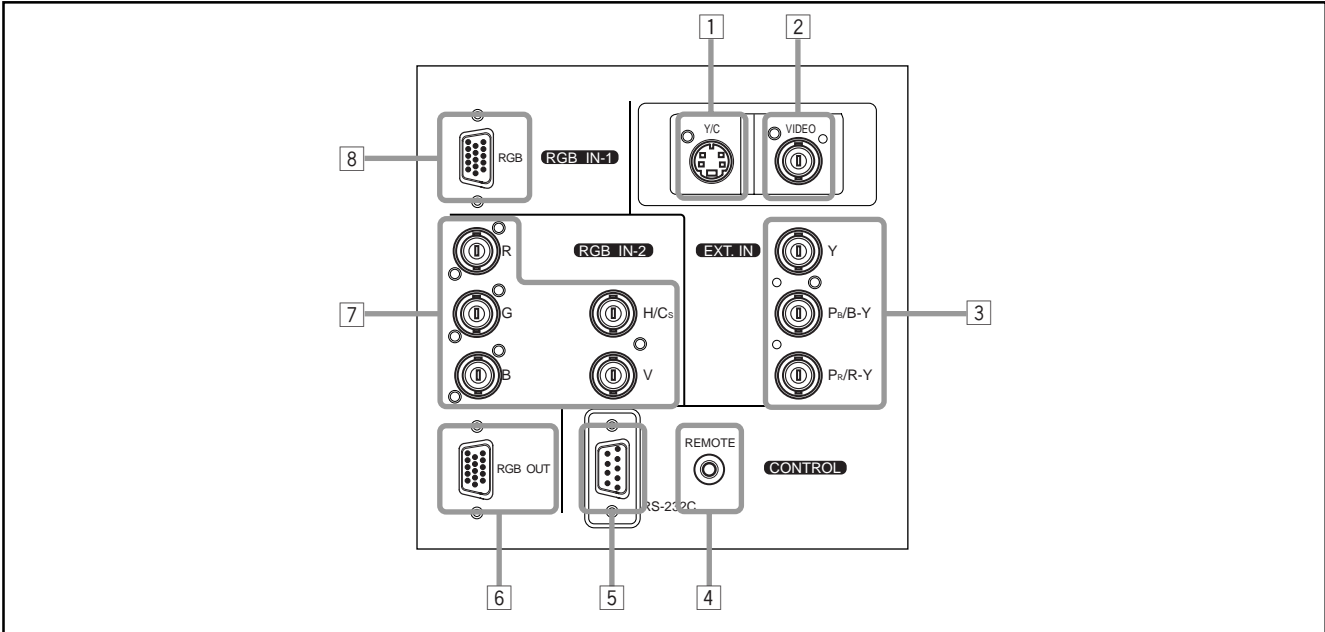 1 2
Y/C VIDEO
8 RGB RGB IN-1
R RGB IN-2 EXT. IN Y
7 G H/Cs PB/B-Y 3
B V PR/R-Y
REMOTE
RGB OUT CONTROL
RS-232C
6 5 4